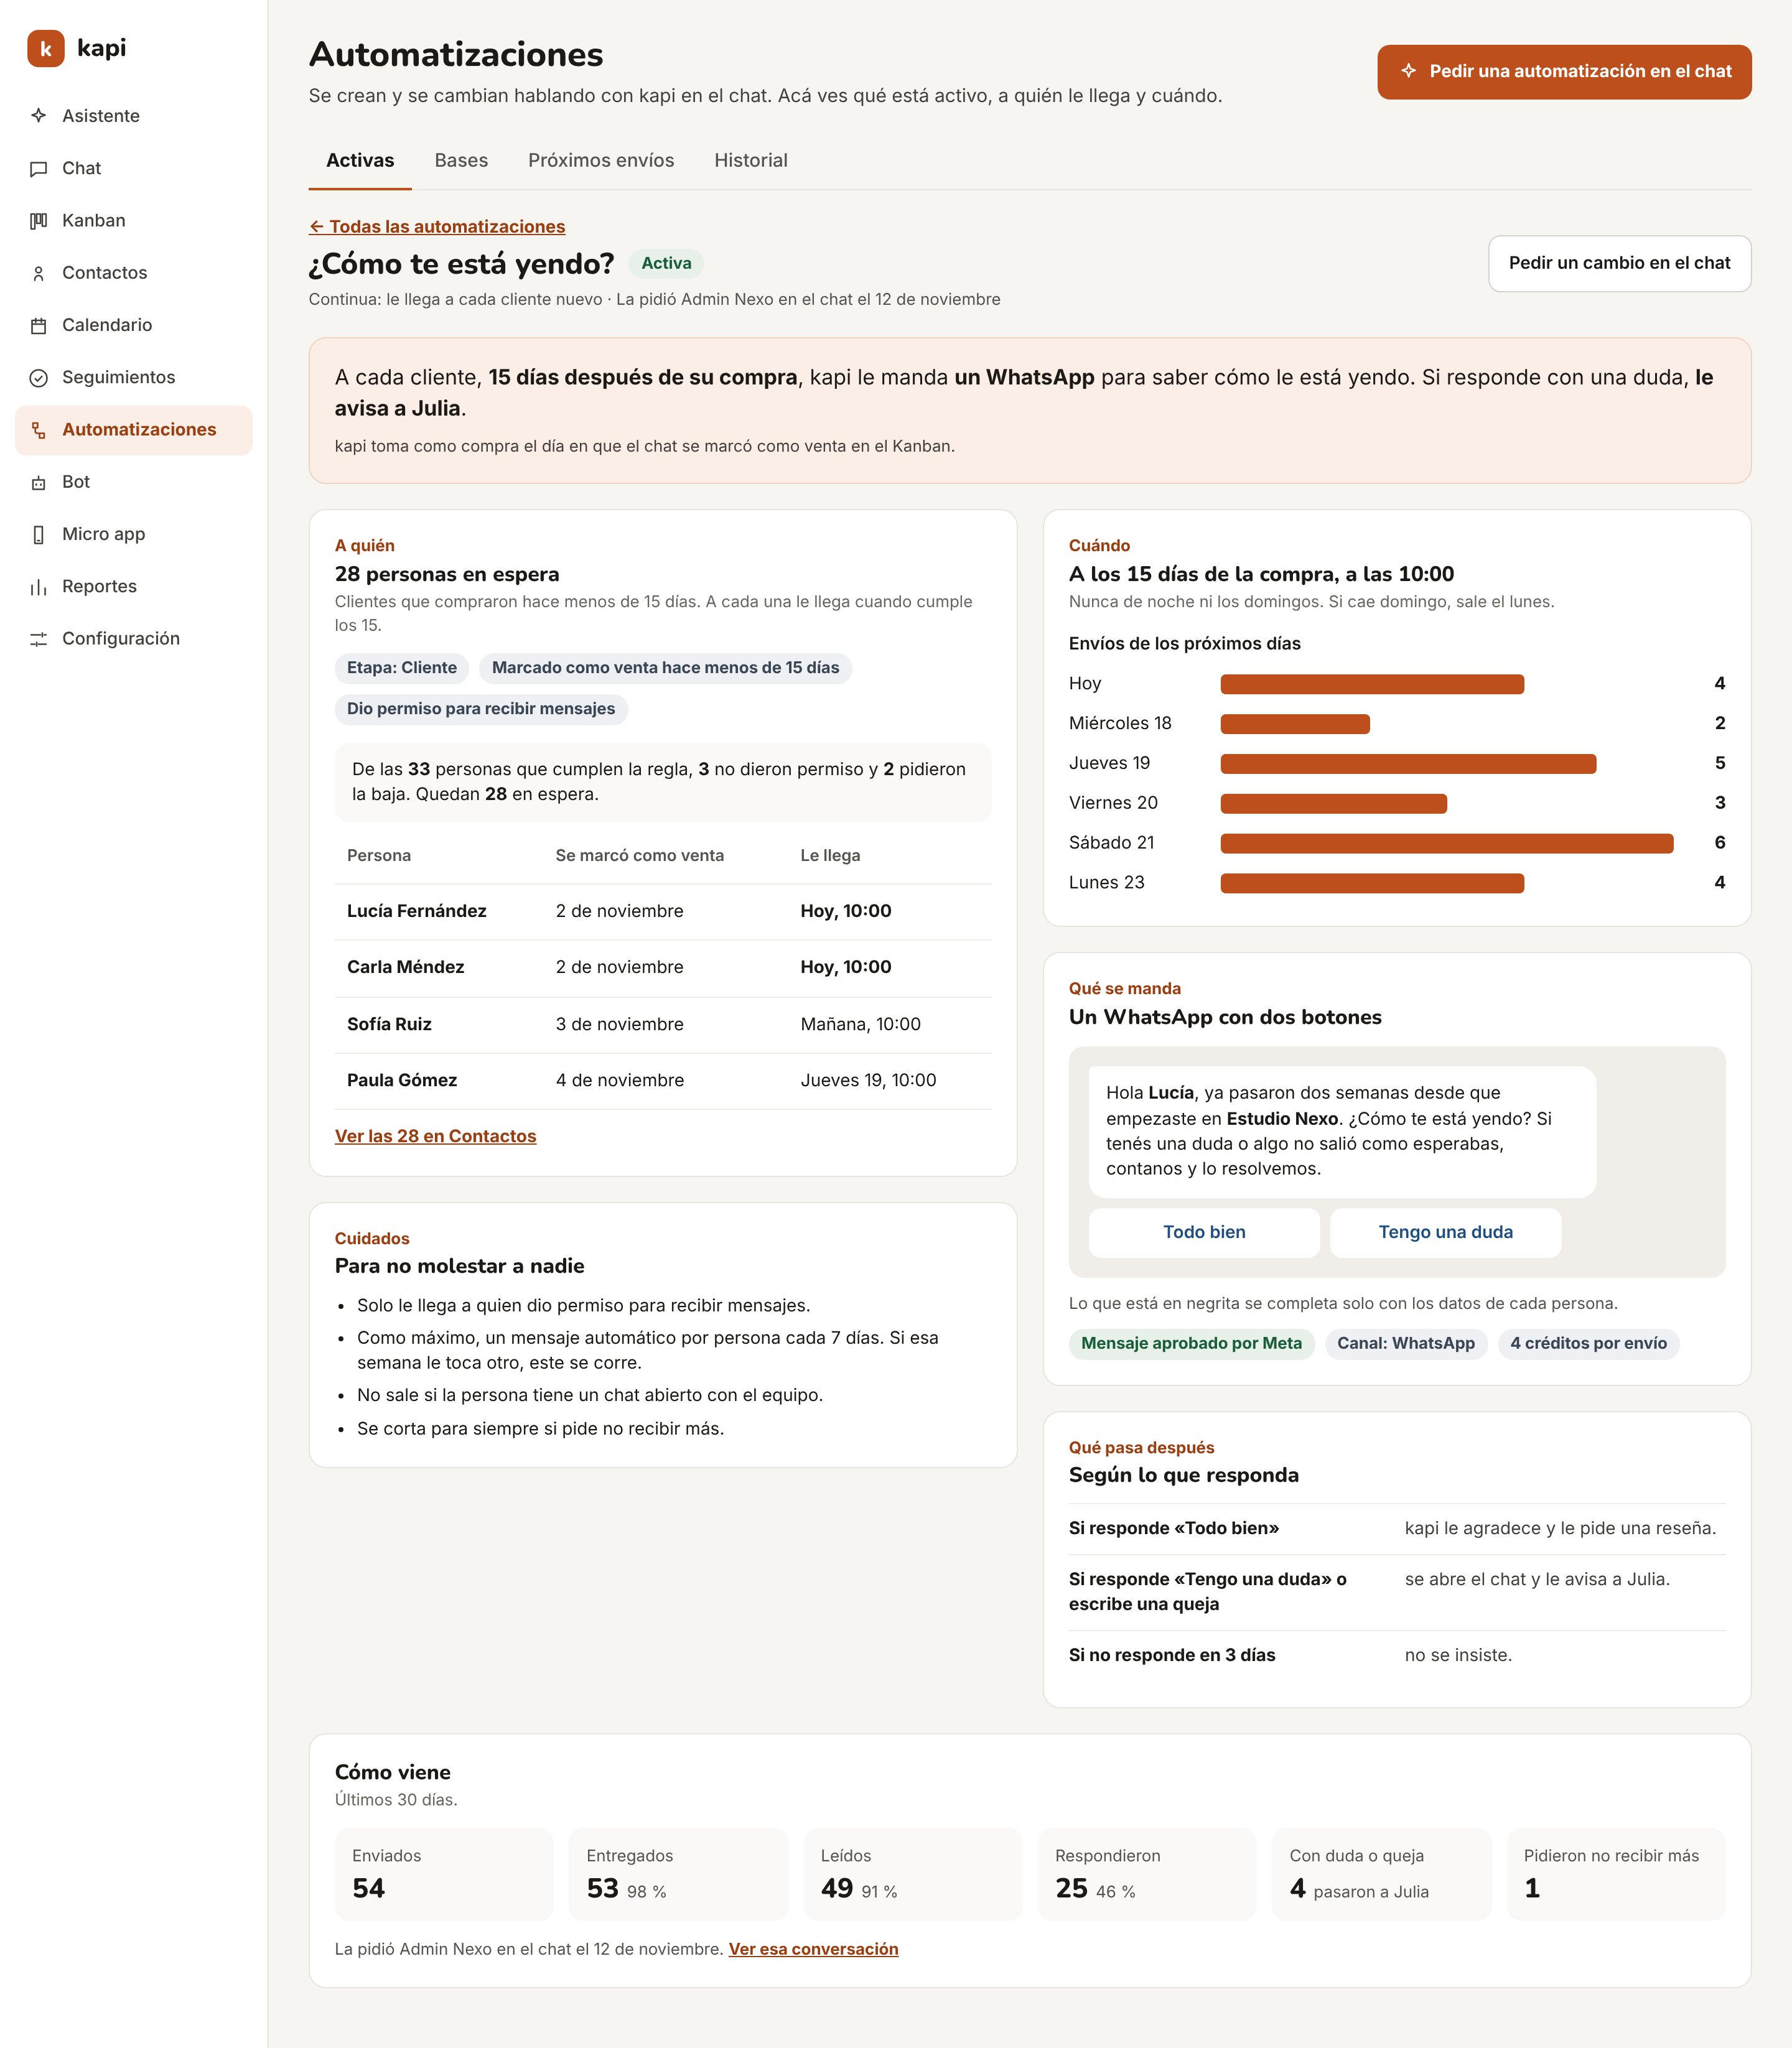 k kapi
Asistente
Chat
Kanban
Contactos
Calendario
Seguimientos
Automatizaciones
Bot
Micro app
Reportes
Configuración
Automatizaciones
Se crean y se cambian hablando con kapi en el chat. Acá ves qué está activo, a quién le llega y cuándo.
Pedir una automatización en el chat
Activas Bases Próximos envíos Historial
← Todas las automatizaciones
¿Cómo te está yendo? Activa
Continua: le llega a cada cliente nuevo · La pidió Admin Nexo en el chat el 12 de noviembre
Pedir un cambio en el chat
A cada cliente, 15 días después de su compra, kapi le manda un WhatsApp para saber cómo le está yendo. Si responde con una duda, le
avisa a Julia.
kapi toma como compra el día en que el chat se marcó como venta en el Kanban.
A quién
28 personas en espera
Clientes que compraron hace menos de 15 días. A cada una le llega cuando cumple
los 15.
Etapa: Cliente Marcado como venta hace menos de 15 días
Dio permiso para recibir mensajes
De las 33 personas que cumplen la regla, 3 no dieron permiso y 2 pidieron
la baja. Quedan 28 en espera.
Persona Se marcó como venta Le llega
Lucía Fernández 2 de noviembre Hoy, 10:00
Carla Méndez 2 de noviembre Hoy, 10:00
Sofía Ruiz 3 de noviembre Mañana, 10:00
Paula Gómez 4 de noviembre Jueves 19, 10:00
Ver las 28 en Contactos
Cuidados
Para no molestar a nadie
• Solo le llega a quien dio permiso para recibir mensajes.
• Como máximo, un mensaje automático por persona cada 7 días. Si esa
semana le toca otro, este se corre.
• No sale si la persona tiene un chat abierto con el equipo.
• Se corta para siempre si pide no recibir más.
Cuándo
A los 15 días de la compra, a las 10:00
Nunca de noche ni los domingos. Si cae domingo, sale el lunes.
Envíos de los próximos días
Hoy 4
Miércoles 18 2
Jueves 19 5
Viernes 20 3
Sábado 21 6
Lunes 23 4
Qué se manda
Un WhatsApp con dos botones
Hola Lucía, ya pasaron dos semanas desde que
empezaste en Estudio Nexo. ¿Cómo te está yendo? Si
tenés una duda o algo no salió como esperabas,
contanos y lo resolvemos.
Todo bien Tengo una duda
Lo que está en negrita se completa solo con los datos de cada persona.
Mensaje aprobado por Meta Canal: WhatsApp 4 créditos por envío
Qué pasa después
Según lo que responda
Si responde «Todo bien» kapi le agradece y le pide una reseña.
Si responde «Tengo una duda» o se abre el chat y le avisa a Julia.
escribe una queja
Si no responde en 3 días no se insiste.
Cómo viene
Últimos 30 días.
Enviados Entregados Leídos Respondieron Con duda o queja Pidieron no recibir más
54 53 98 % 49 91 % 25 46 % 4 pasaron a Julia 1
La pidió Admin Nexo en el chat el 12 de noviembre. Ver esa conversación